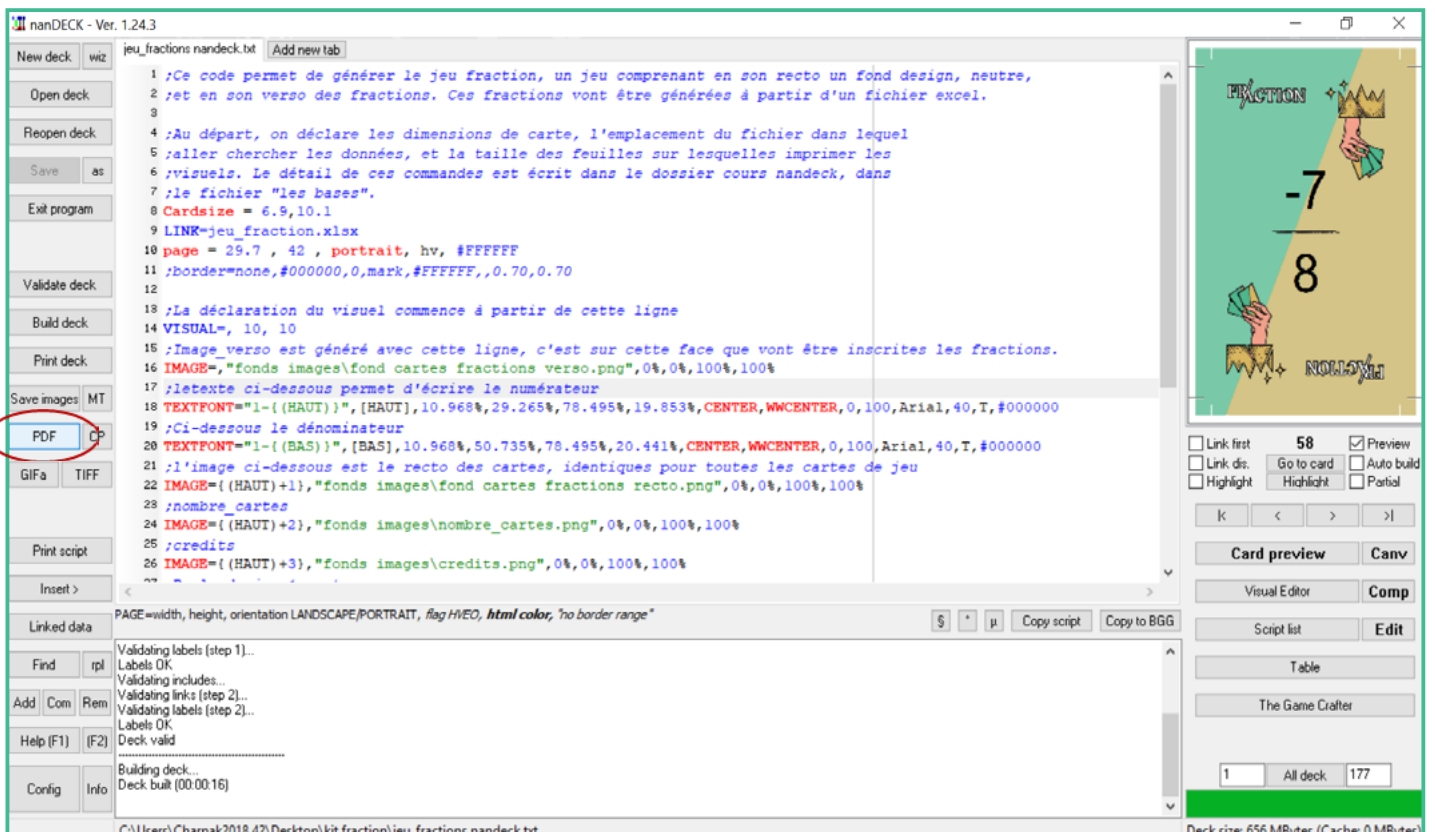 nanDECK - Ver. 1.24.3
New deck wiz
Open deck
Reopen deck
Save as
Exit program
Validate deck
Build deck
Print deck
Save images MT
PDF CP
GIFa TIFF
Print script
Insert >
Linked data
Find rpl
Add Com Rem
Help (F1) (F2)
Config Info
jeu_fractions nandeck.txt Add new tab
1 ;Ce code permet de générer le jeu fraction, un jeu comprenant en son recto un fond design, neutre,
2 ;et en son verso des fractions. Ces fractions vont être générées à partir d'un fichier excel.
3
4 ;Au départ, on déclare les dimensions de carte, l'emplacement du fichier dans lequel
5 ;aller chercher les données, et la taille des feuilles sur lesquelles imprimer les
6 ;visuels. Le détail de ces commandes est écrit dans le dossier cours nandeck, dans
7 ;le fichier "les bases".
8 Cardsize = 6.9,10.1
9 LINK=jeu_fraction.xlsx
10 page = 29.7 , 42 , portrait, hv, #FFFFFF
11 ;border=none,#000000,0,mark,#FFFFFF,,0.70,0.70
12
13 ;La déclaration du visuel commence à partir de cette ligne
14 VISUAL=, 10, 10
15 ;Image_verso est généré avec cette ligne, c'est sur cette face que vont être inscrites les fractions.
16 IMAGE=,"fonds images\fond cartes fractions verso.png",0%,0%,100%,100%
17 ;letexte ci-dessous permet d'écrire le numérateur
18 TEXTFONT="1-{(HAUT)}",[HAUT],10.968%,29.265%,78.495%,19.853%,CENTER,WWCENTER,0,100,Arial,40,T,#000000
19 ;Ci-dessous le dénominateur
20 TEXTFONT="1-{(BAS)}",[BAS],10.968%,50.735%,78.495%,20.441%,CENTER,WWCENTER,0,100,Arial,40,T,#000000
21 ;l'image ci-dessous est le recto des cartes, identiques pour toutes les cartes de jeu
22 IMAGE={(HAUT)+1},"fonds images\fond cartes fractions recto.png",0%,0%,100%,100%
23 ;nombre_cartes
24 IMAGE={(HAUT)+2},"fonds images\nombre_cartes.png",0%,0%,100%,100%
25 ;credits
26 IMAGE={(HAUT)+3},"fonds images\credits.png",0%,0%,100%,100%
PAGE=width, height, orientation LANDSCAPE/PORTRAIT, flag HVEO, html color, "no border range"
§ * µ Copy script Copy to BGG
Validating labels (step 1)...
Labels OK
Validating includes...
Validating links (step 2)...
Validating labels (step 2)...
Labels OK
Deck valid
Building deck...
Deck built (00:00:16)
C:\Users\Charpak2018.42\Desktop\kit fraction\jeu_fractions nandeck.txt
FRACTION
-7
8
FRACTION
Link first 58 Preview
Link dis. Go to card Auto build
Highlight Highlight Partial
k < > >|
Card preview Canv
Visual Editor Comp
Script list Edit
Table
The Game Crafter
1 All deck 177
Deck size: 656 MBytes (Cache: 0 MBytes)